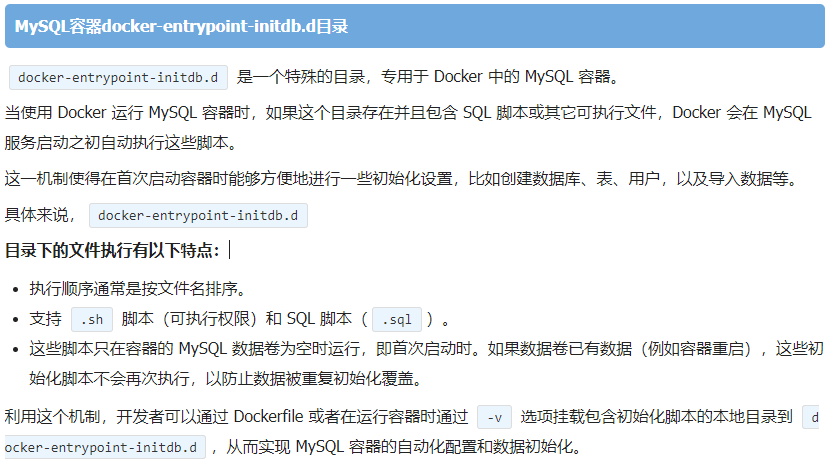 MySQL容器docker-entrypoint-initdb.d目录
docker-entrypoint-initdb.d 是一个特殊的目录，专用于 Docker 中的 MySQL 容器。
当使用 Docker 运行 MySQL 容器时，如果这个目录存在并且包含 SQL 脚本或其它可执行文件，Docker 会在 MySQL
服务启动之初自动执行这些脚本。
这一机制使得在首次启动容器时能够方便地进行一些初始化设置，比如创建数据库、表、用户，以及导入数据等。
具体来说， docker-entrypoint-initdb.d
目录下的文件执行有以下特点：
• 执行顺序通常是按文件名排序。
• 支持 .sh 脚本（可执行权限）和 SQL 脚本（ .sql ）。
• 这些脚本只在容器的 MySQL 数据卷为空时运行，即首次启动时。如果数据卷已有数据（例如容器重启），这些初
始化脚本不会再次执行，以防止数据被重复初始化覆盖。
利用这个机制，开发者可以通过 Dockerfile 或者在运行容器时通过 -v 选项挂载包含初始化脚本的本地目录到 d
ocker-entrypoint-initdb.d ，从而实现 MySQL 容器的自动化配置和数据初始化。